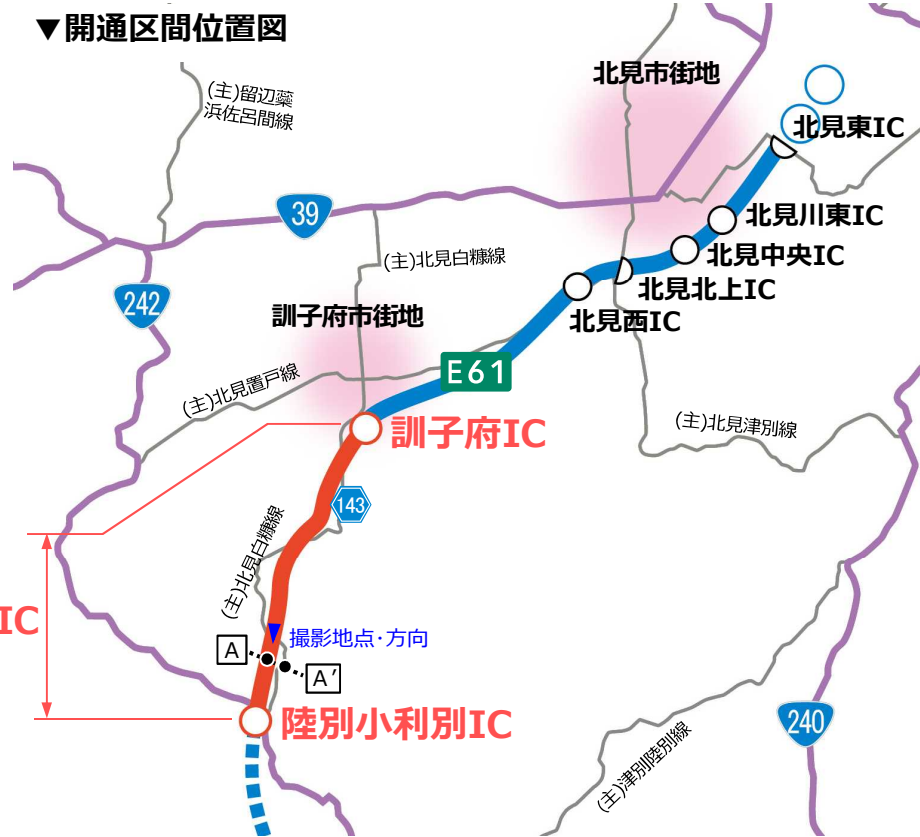 ▼開通区間位置図
北見市街地
(主)留辺蘂
浜佐呂間線
北見東IC
39
北見川東IC
(主)北見白糠線
北見中央IC
242
北見北上IC
訓子府市街地
北見西IC
E61
(主)北見置戸線
訓子府IC
(主)北見津別線
143
(主)北見白糠線
IC
撮影地点・方向
A
A′
陸別小利別IC
240
(主)津別陸別線